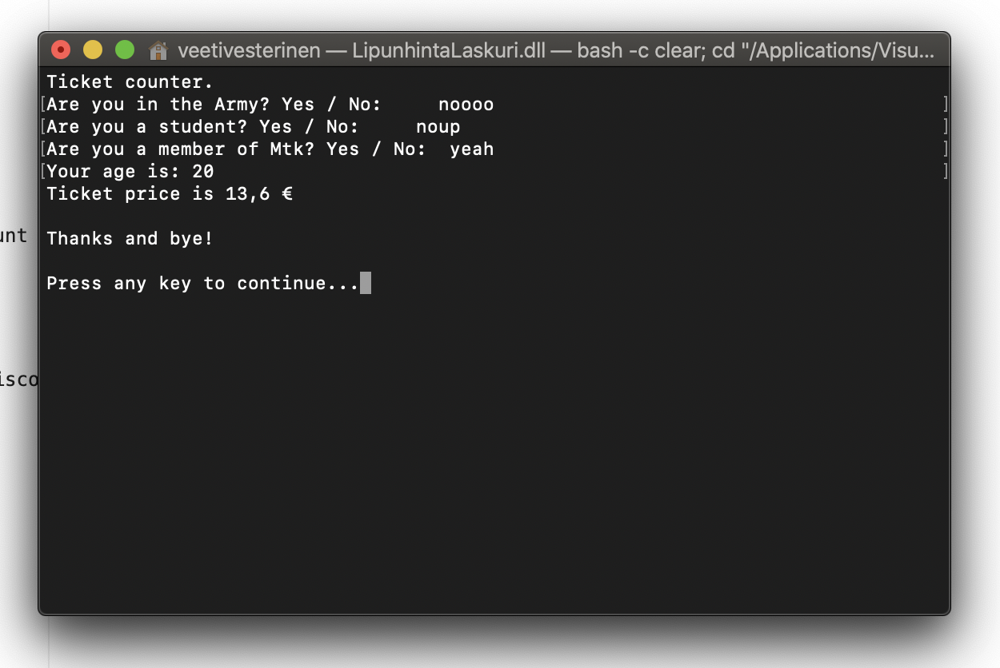 veetivesterinen — LipunhintaLaskuri.dll — bash -c clear; cd "/Applications/Visu...
Ticket counter.
[Are you in the Army? Yes / No:     noooo ]
[Are you a student? Yes / No:     noup ]
[Are you a member of Mtk? Yes / No:  yeah ]
[Your age is: 20 ]
Ticket price is 13,6 €
unt
Thanks and bye!
Press any key to continue...
isco